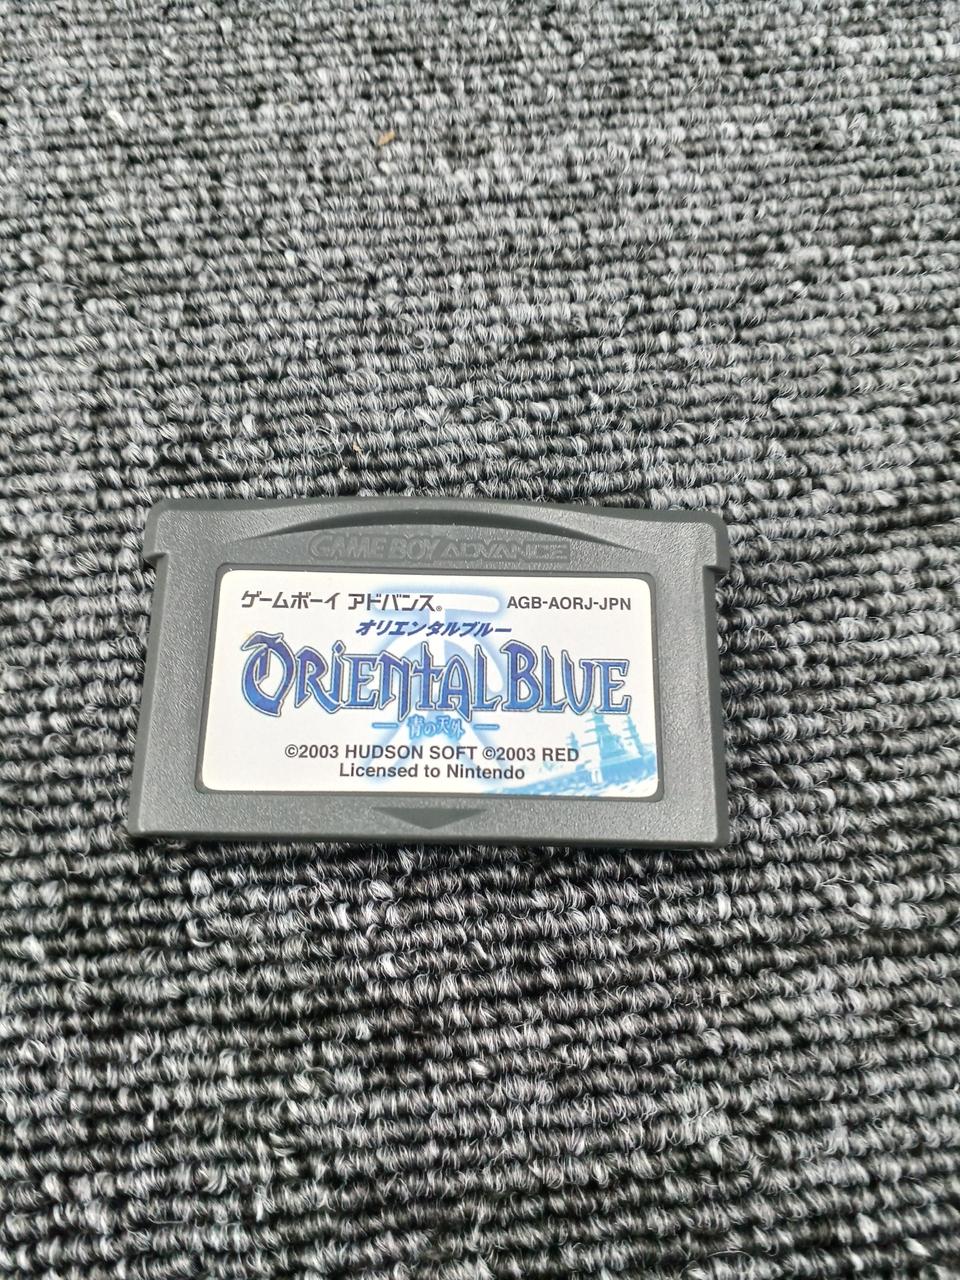 GAME BOY ADVANCE
ゲームボーイ アドバンス® AGB-AORJ-JPN
オリエンタルブルー
ORIENTAL BLUE
―青の天外―
©2003 HUDSON SOFT ©2003 RED
Licensed to Nintendo